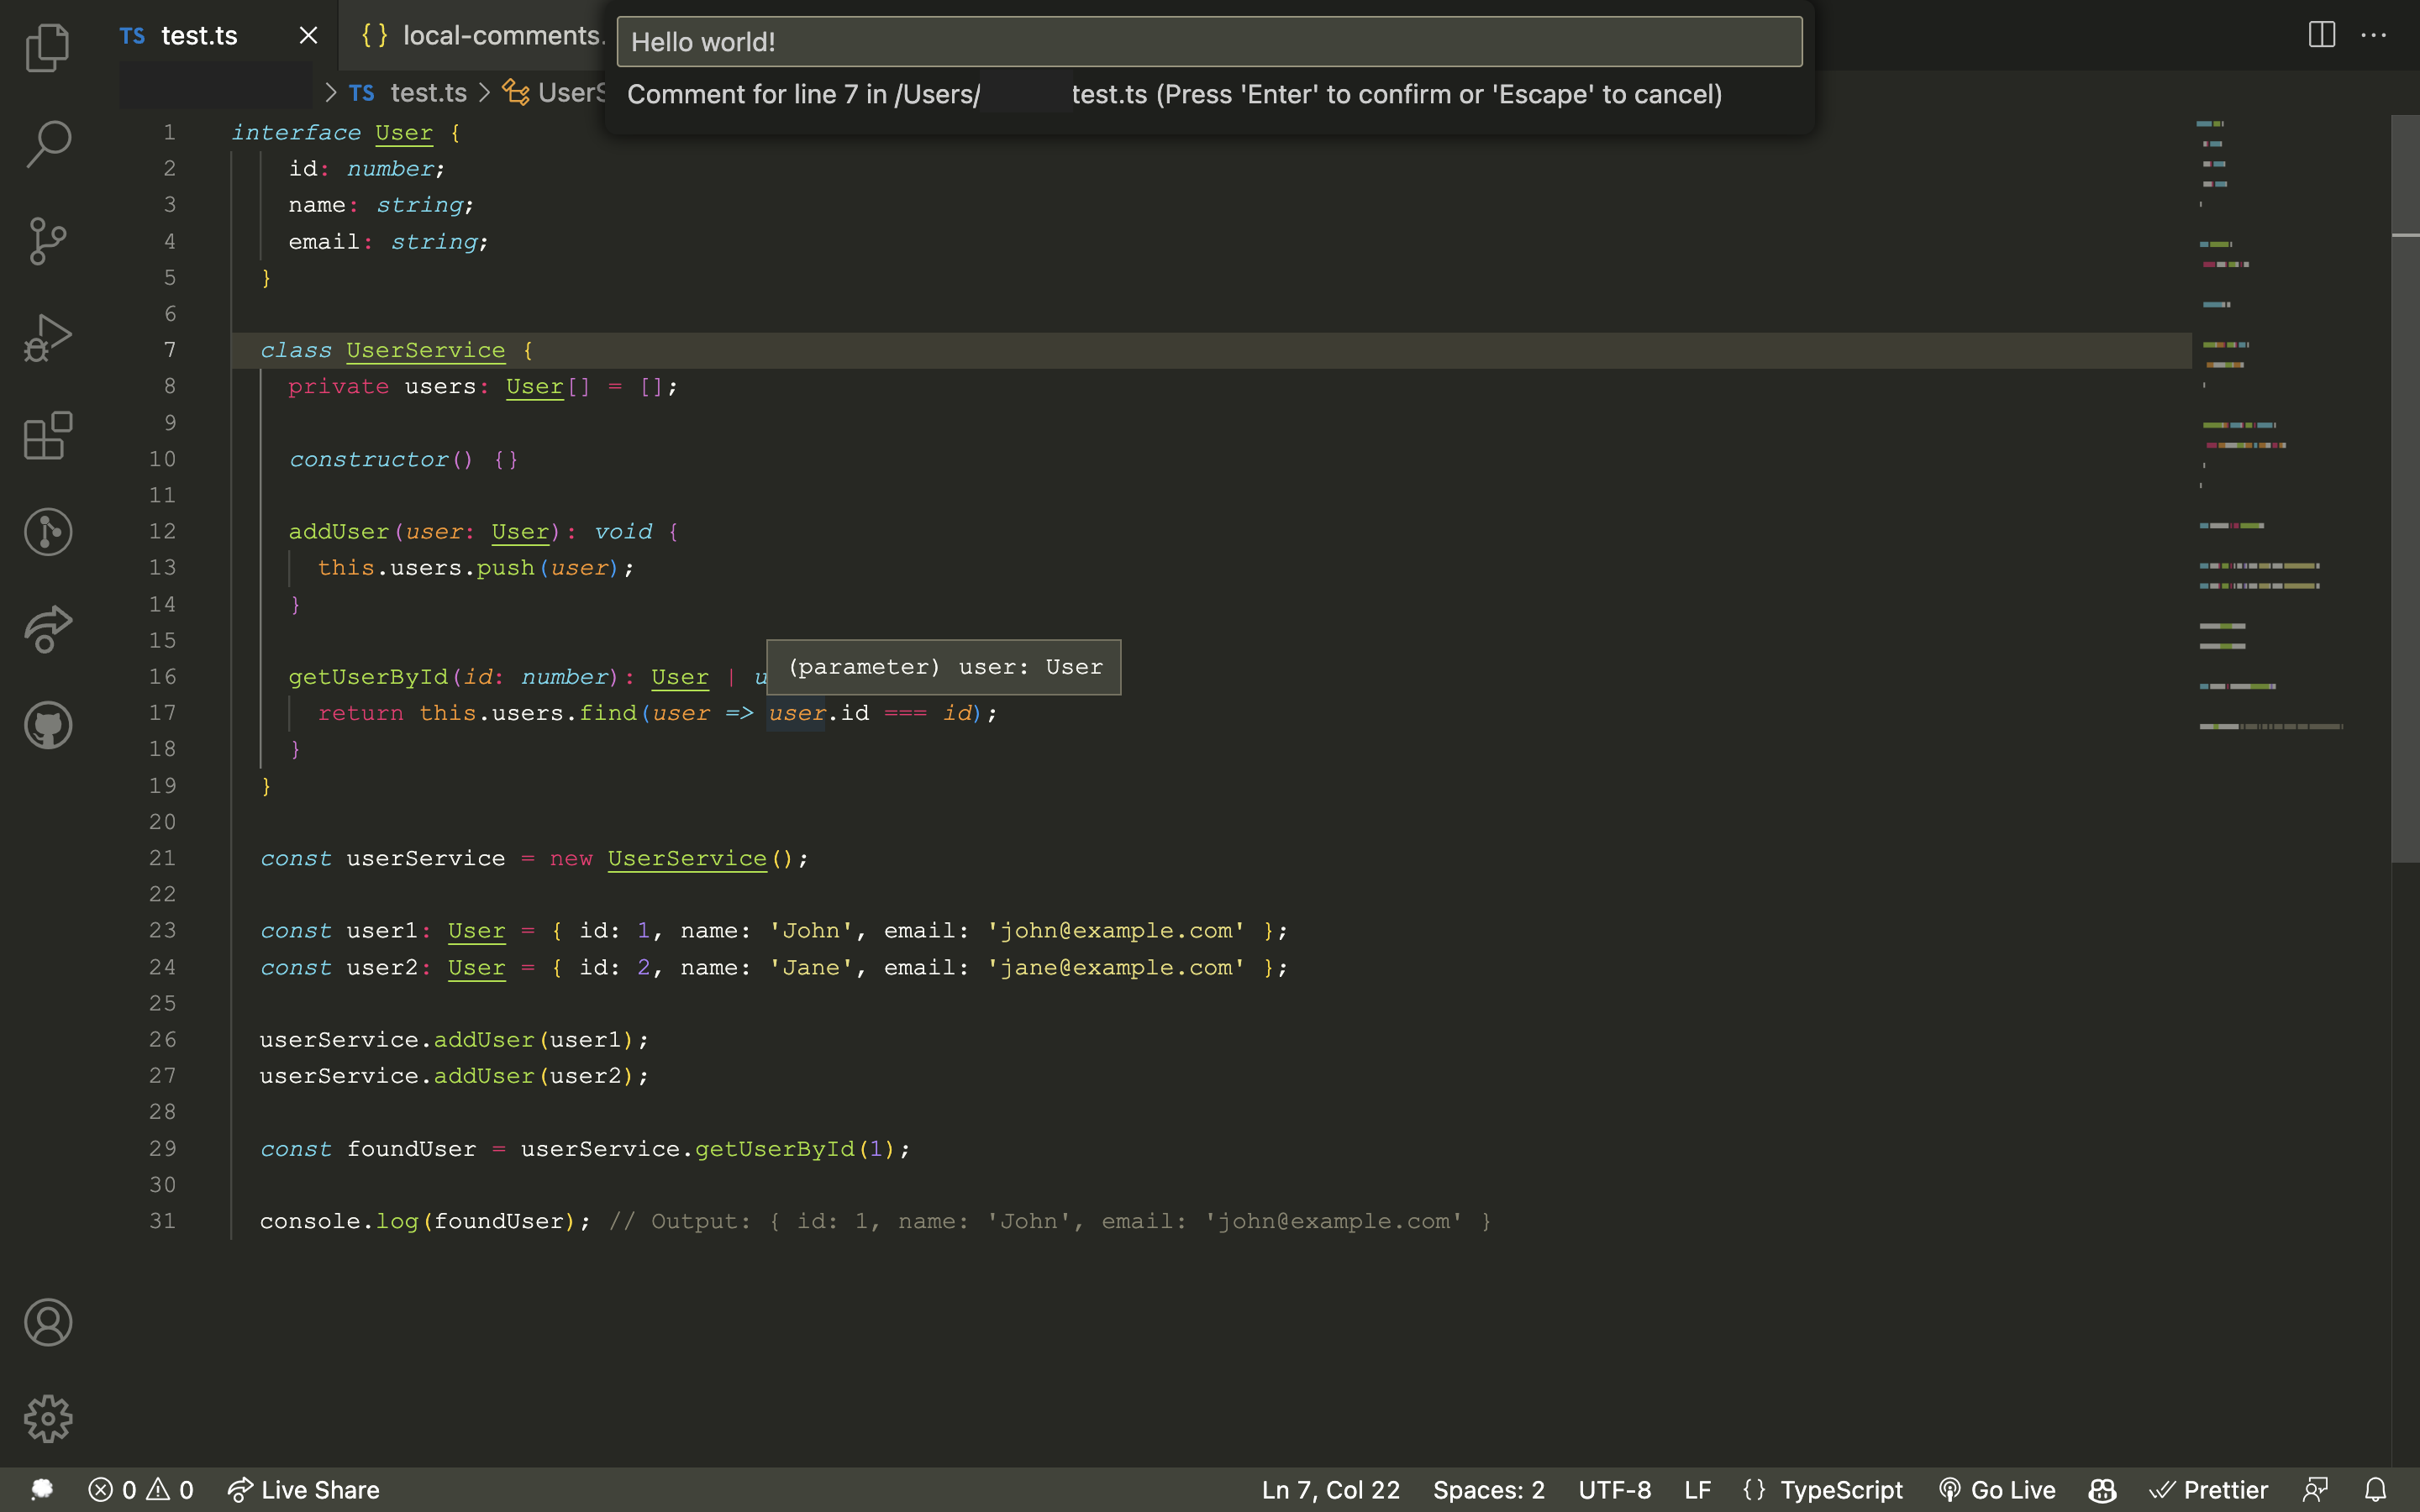 TS test.ts
{} local-comments.
Hello world!
> TS test.ts > UserS
Comment for line 7 in /Users/ test.ts (Press 'Enter' to confirm or 'Escape' to cancel)
1 interface User {
2 id: number;
3 name: string;
4 email: string;
5 }
6
7 class UserService {
8 private users: User[] = [];
9
10 constructor() {}
11
12 addUser(user: User): void {
13 this.users.push(user);
14 }
15
(parameter) user: User
16 getUserById(id: number): User | u
17 return this.users.find(user => user.id === id);
18 }
19 }
20
21 const userService = new UserService();
22
23 const user1: User = { id: 1, name: 'John', email: 'john@example.com' };
24 const user2: User = { id: 2, name: 'Jane', email: 'jane@example.com' };
25
26 userService.addUser(user1);
27 userService.addUser(user2);
28
29 const foundUser = userService.getUserById(1);
30
31 console.log(foundUser); // Output: { id: 1, name: 'John', email: 'john@example.com' }
0 0 Live Share Ln 7, Col 22 Spaces: 2 UTF-8 LF {} TypeScript Go Live Prettier